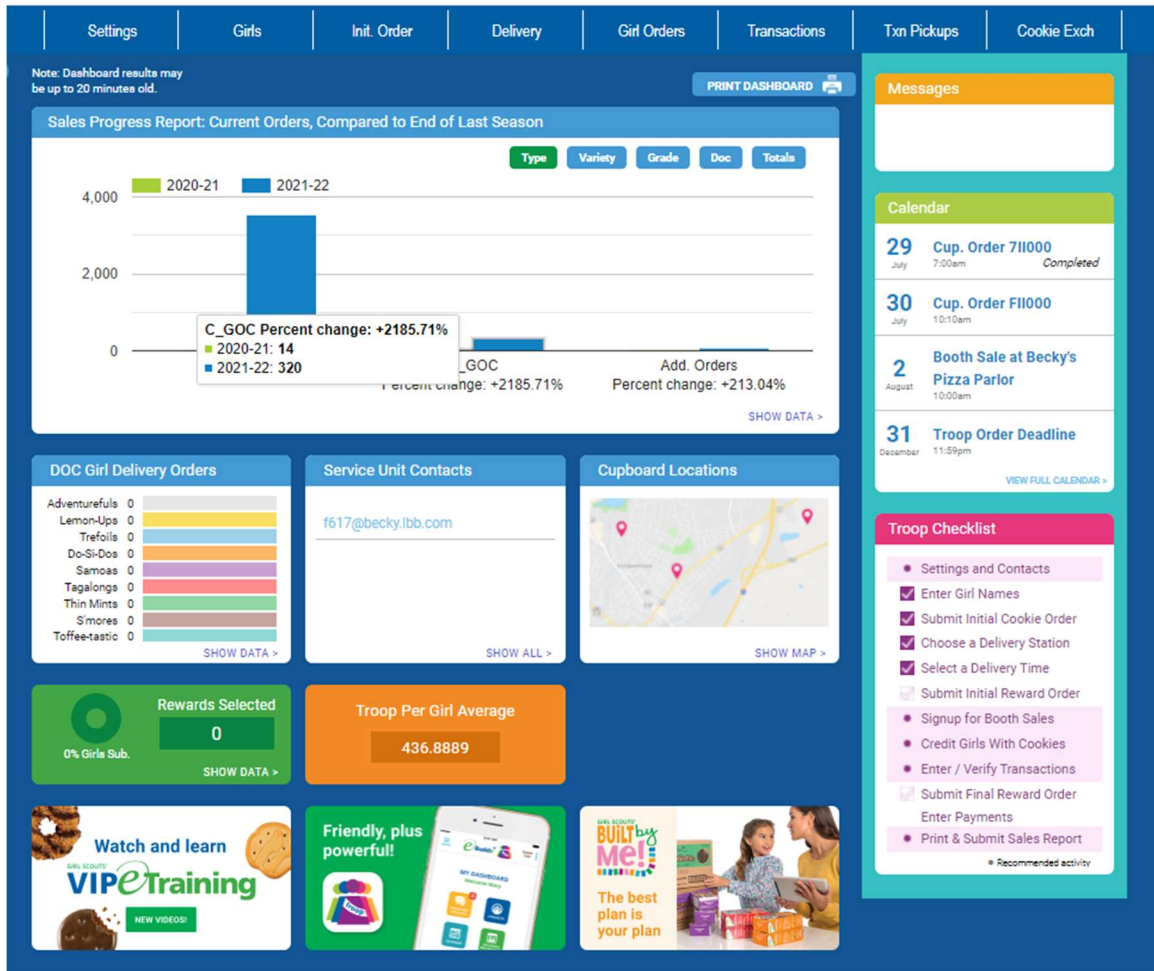 Settings
Girls
Init. Order
Delivery
Girl Orders
Transactions
Txn Pickups
Cookie Exch
Note: Dashboard results may
be up to 20 minutes old.
PRINT DASHBOARD
Sales Progress Report: Current Orders, Compared to End of Last Season
Type
Variety
Grade
Doc
Totals
2020-21
2021-22
4,000
2,000
0
C_GOC Percent change: +2185.71%
2020-21: 14
2021-22: 320
_GOC
Percent change: +2185.71%
Add. Orders
Percent change: +213.04%
SHOW DATA >
DOC Girl Delivery Orders
Adventurefuls 0
Lemon-Ups 0
Trefoils 0
Do-Si-Dos 0
Samoas 0
Tagalongs 0
Thin Mints 0
S'mores 0
Toffee-tastic 0
SHOW DATA >
Service Unit Contacts
f617@becky.lbb.com
SHOW ALL >
Cupboard Locations
SHOW MAP >
Rewards Selected
0
0% Girls Sub.
SHOW DATA >
Troop Per Girl Average
436.8889
Watch and learn
GIRL SCOUTS'
VIP eTraining
NEW VIDEOS!
Friendly, plus
powerful!
troop
MY DASHBOARD
GIRL SCOUTS'
BUILT by
Me!
The best
plan is
your plan
Messages
Calendar
29 July
Cup. Order 7II000
7:00am
Completed
30 July
Cup. Order FII000
10:10am
2 August
Booth Sale at Becky's
Pizza Parlor
10:00am
31 December
Troop Order Deadline
11:59pm
VIEW FULL CALENDAR >
Troop Checklist
Settings and Contacts
Enter Girl Names
Submit Initial Cookie Order
Choose a Delivery Station
Select a Delivery Time
Submit Initial Reward Order
Signup for Booth Sales
Credit Girls With Cookies
Enter / Verify Transactions
Submit Final Reward Order
Enter Payments
Print & Submit Sales Report
Recommended activity